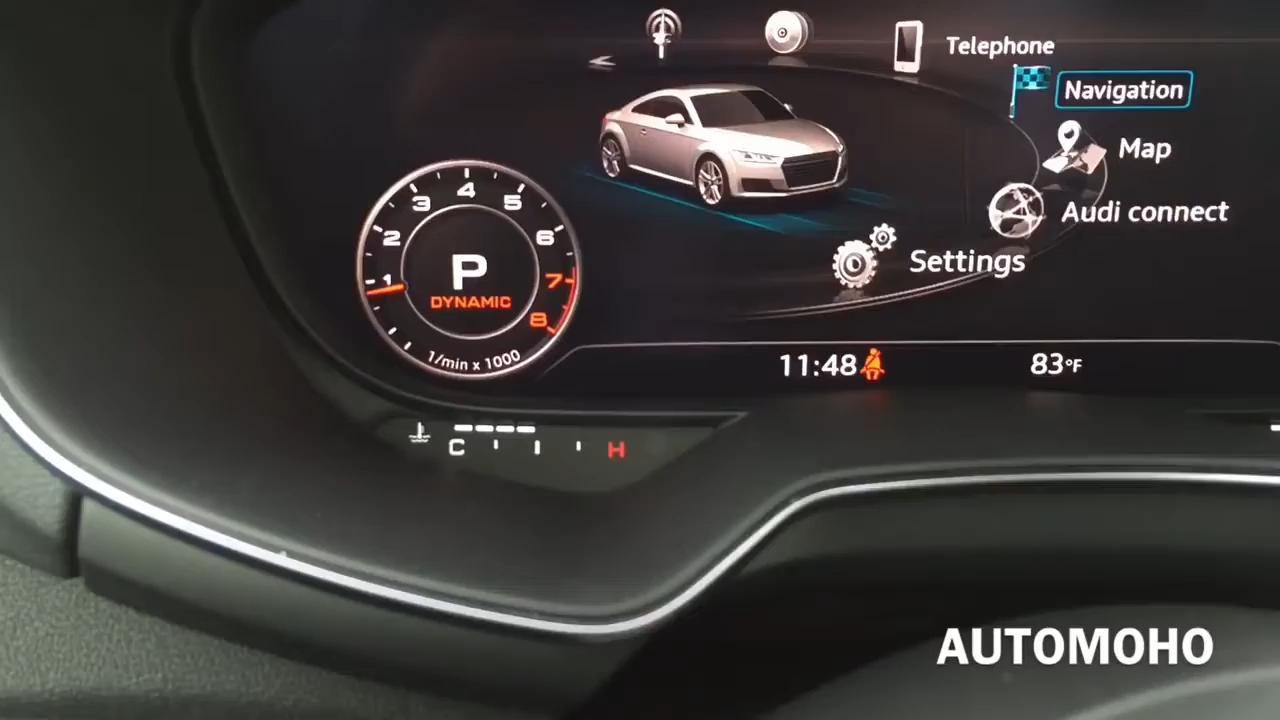 Telephone
Navigation
Map
Audi connect
Settings
1 2 3 4 5 6 7 8
P
DYNAMIC
1/min x 1000
11:48
83°F
C H
AUTOMOHO